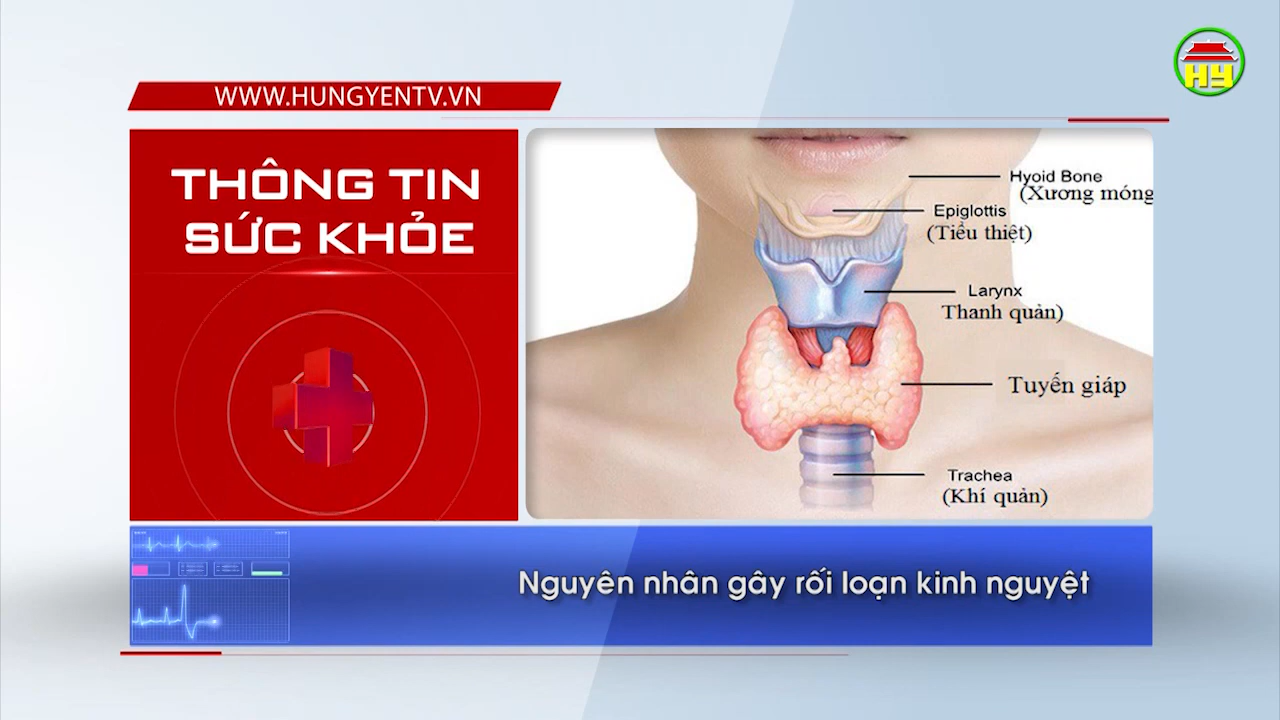 WWW.HUNGYENTV.VN
HY
THÔNG TIN
SỨC KHỎE
Hyoid Bone
(Xương móng
Epiglottis
(Tiểu thiệt)
Larynx
Thanh quản)
Tuyến giáp
Trachea
(Khí quản)
Nguyên nhân gây rối loạn kinh nguyệt